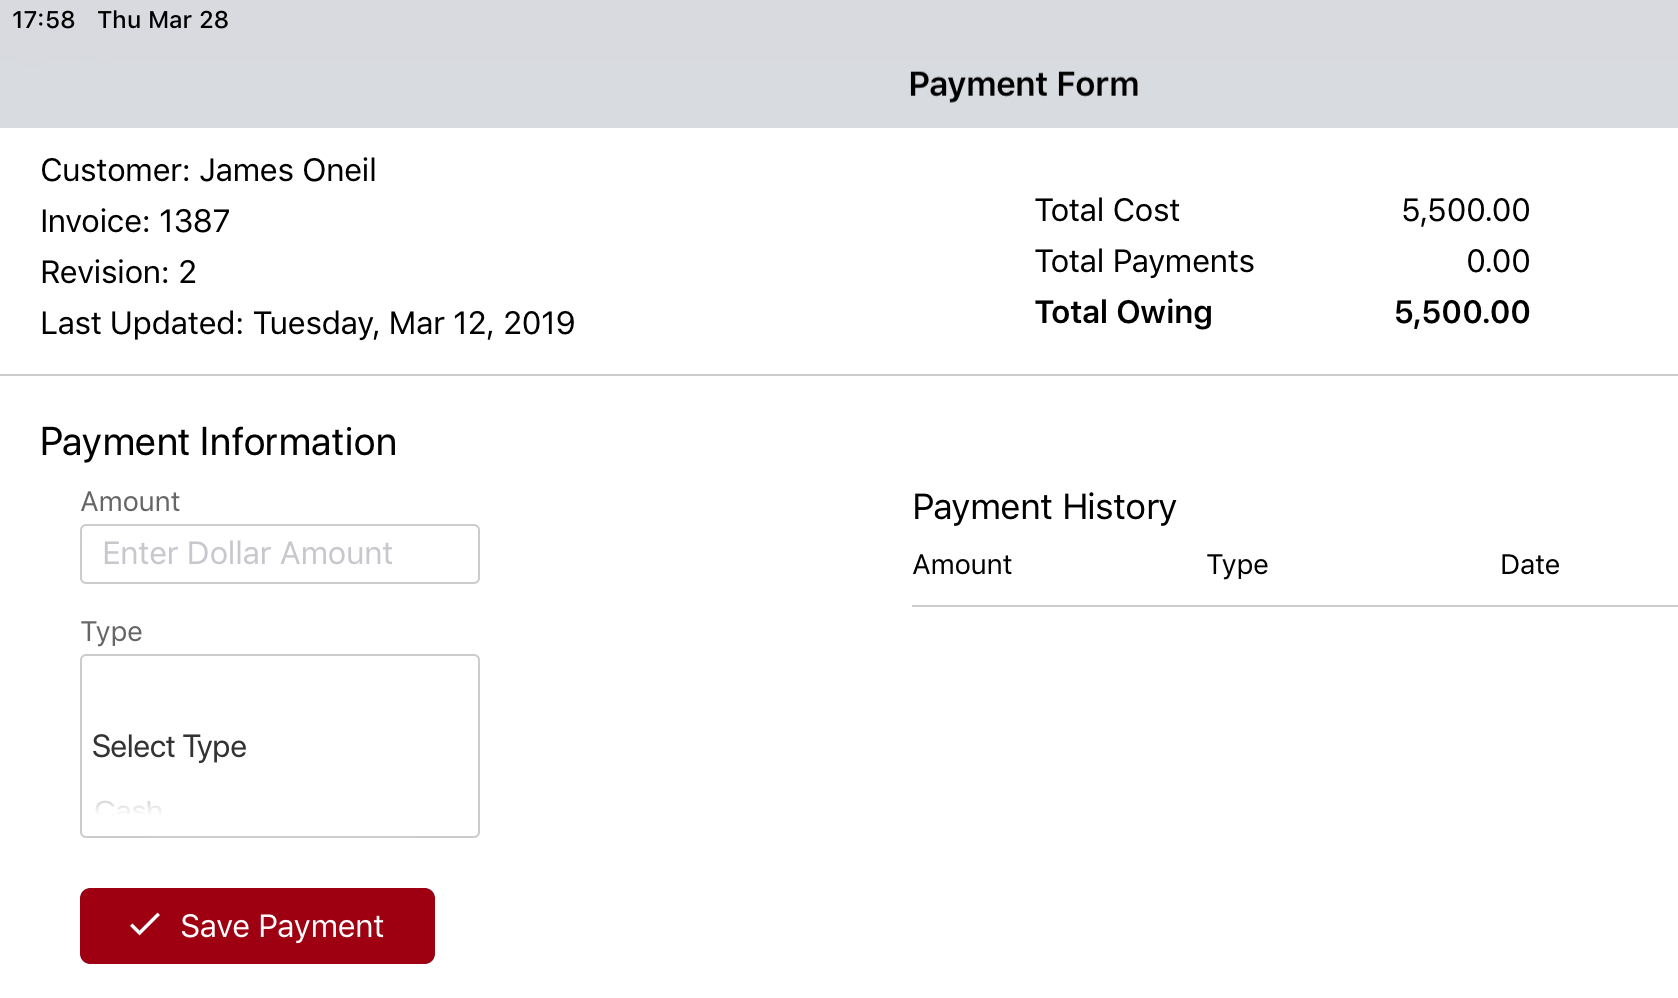 17:58 Thu Mar 28
Payment Form
Customer: James Oneil
Invoice: 1387
Revision: 2
Last Updated: Tuesday, Mar 12, 2019
Total Cost 5,500.00
Total Payments 0.00
Total Owing 5,500.00
Payment Information
Amount
Enter Dollar Amount
Type
Select Type
Cash
Save Payment
Payment History
Amount Type Date